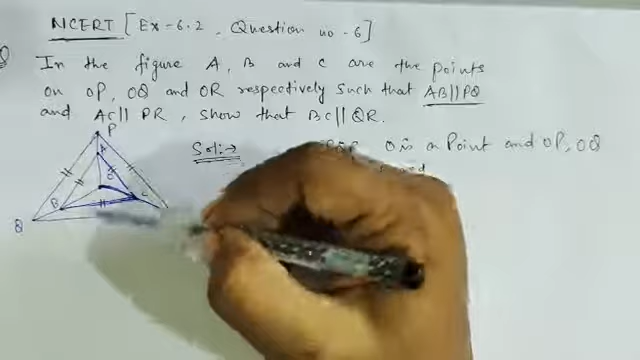 NCERT [Ex-6.2, Question no-6]
Q In the figure A, B and C are the points
on OP, OQ and OR respectively such that AB||PQ
and AC|| PR, show that BC||QR.
Sol:→ O is a Point and OP, OQ
and
P
A
O
B
C
Q